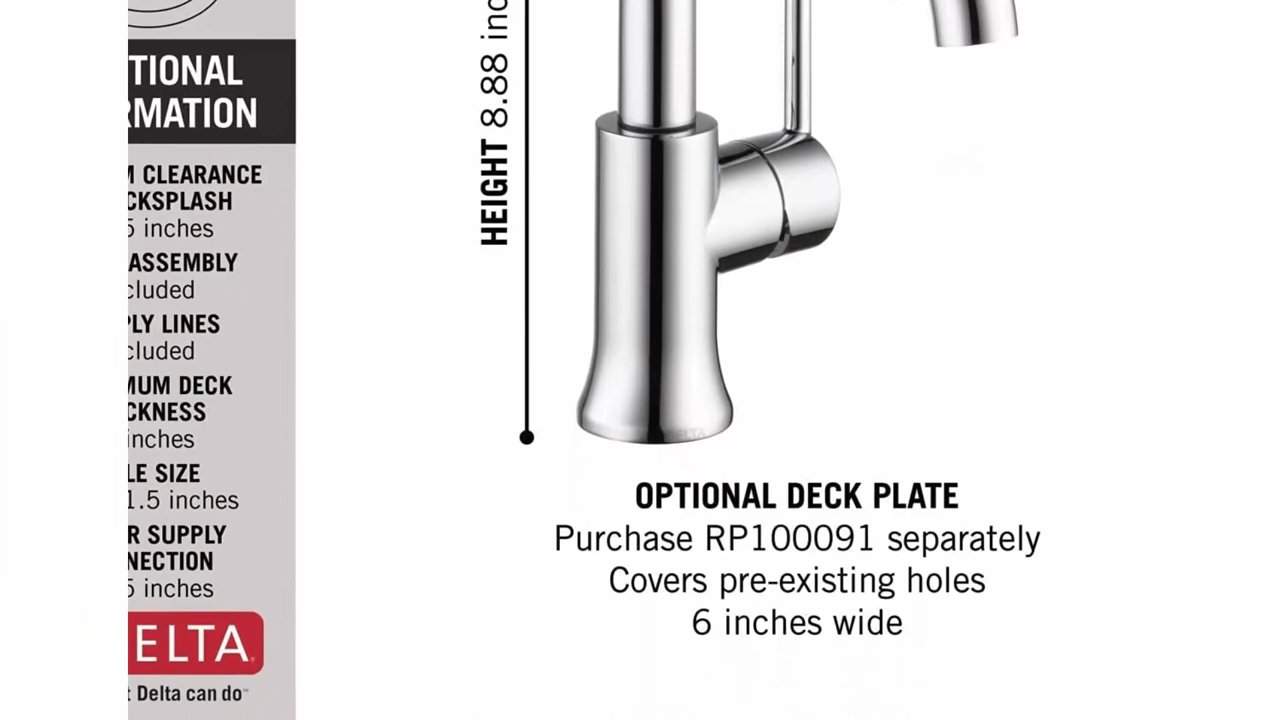 TIONAL
RMATION
M CLEARANCE
CKSPLASH
5 inches
ASSEMBLY
cluded
PLY LINES
cluded
MUM DECK
CKNESS
inches
LE SIZE
1.5 inches
R SUPPLY
NECTION
5 inches
ELTA
t Delta can do™
HEIGHT 8.88 inc
DELTA
OPTIONAL DECK PLATE
Purchase RP100091 separately
Covers pre-existing holes
6 inches wide